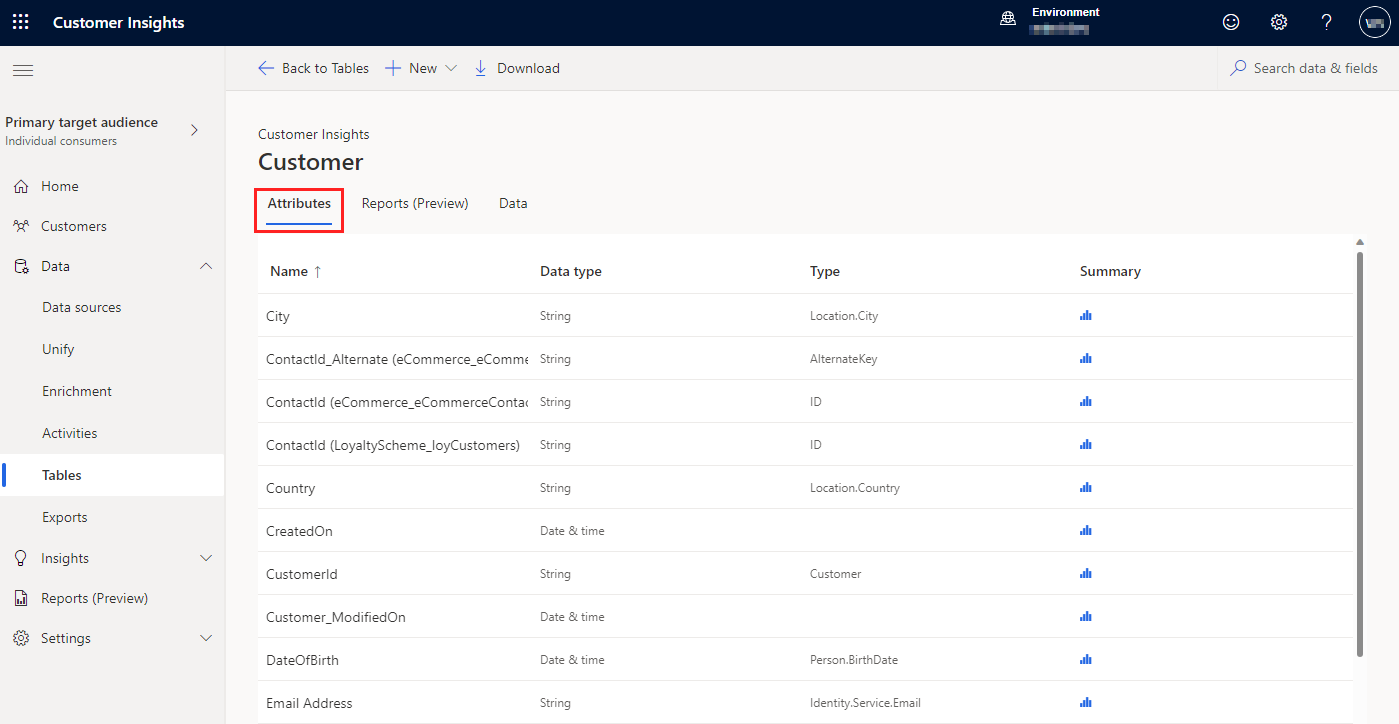 Customer Insights
Environment
Back to Tables
New
Download
Search data & fields
Primary target audience
Individual consumers
Home
Customers
Data
Data sources
Unify
Enrichment
Activities
Tables
Exports
Insights
Reports (Preview)
Settings
Customer Insights
Customer
Attributes Reports (Preview) Data
Name ↑ Data type Type Summary
City String Location.City
ContactId_Alternate (eCommerce_eComme String AlternateKey
ContactId (eCommerce_eCommerceContac String ID
ContactId (LoyaltyScheme_loyCustomers) String ID
Country String Location.Country
CreatedOn Date & time
CustomerId String Customer
Customer_ModifiedOn Date & time
DateOfBirth Date & time Person.BirthDate
Email Address String Identity.Service.Email